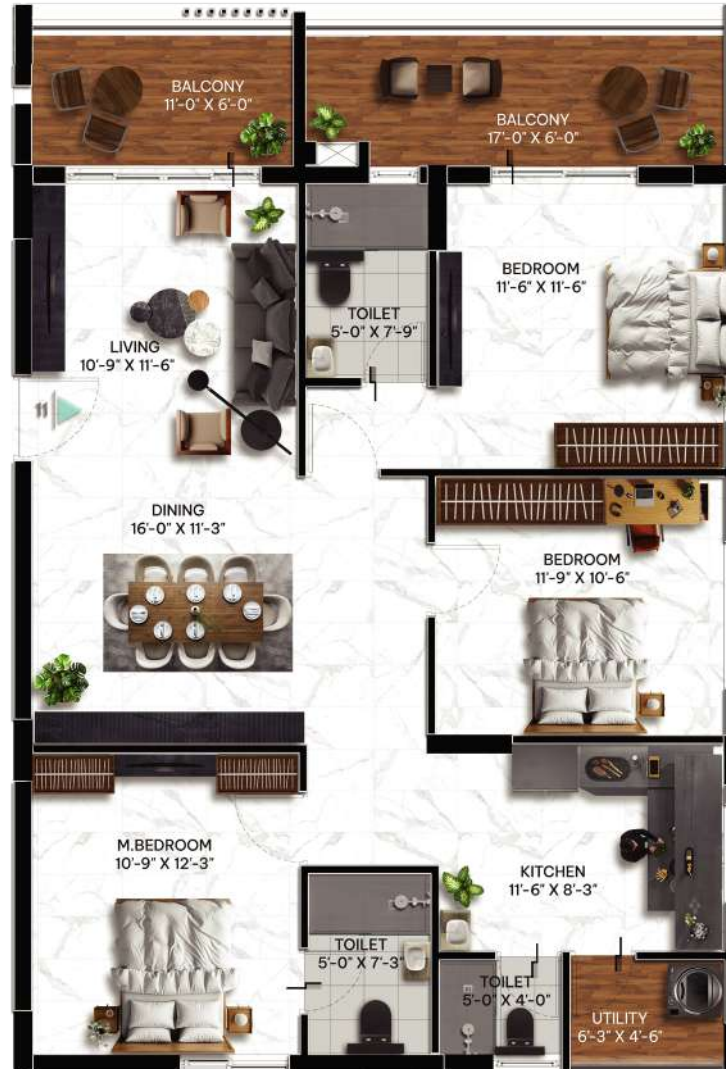 BALCONY
11'-0" X 6'-0"
BALCONY
17'-0" X 6'-0"
BEDROOM
11'-6" X 11'-6"
TOILET
5'-0" X 7'-9"
LIVING
10'-9" X 11'-6"
DINING
16'-0" X 11'-3"
BEDROOM
11'-9" X 10'-6"
M.BEDROOM
10'-9" X 12'-3"
KITCHEN
11'-6" X 8'-3"
TOILET
5'-0" X 7'-3"
TOILET
5'-0" X 4'-0"
UTILITY
6'-3" X 4'-6"